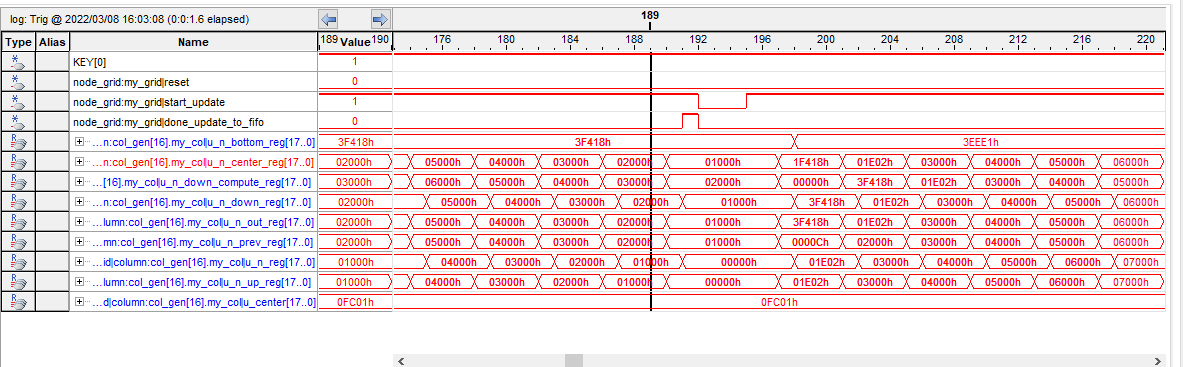 log: Trig @ 2022/03/08 16:03:08 (0:0:1.6 elapsed) 189
Type Alias Name 189 Value 190 176 180 184 188 192 196 200 204 208 212 216 220
KEY[0] 1
node_grid:my_grid|reset 0
node_grid:my_grid|start_update 1
node_grid:my_grid|done_update_to_fifo 0
...n:col_gen[16].my_col|u_n_bottom_reg[17..0] 3F418h 3F418h 3EEE1h
...n:col_gen[16].my_col|u_n_center_reg[17..0] 02000h 05000h 04000h 03000h 02000h 01000h 1F418h 01E02h 03000h 04000h 05000h 06000h
...[16].my_col|u_n_down_compute_reg[17..0] 03000h 06000h 05000h 04000h 03000h 02000h 00000h 3F418h 01E02h 03000h 04000h 05000h
...n:col_gen[16].my_col|u_n_down_reg[17..0] 02000h 05000h 04000h 03000h 02000h 01000h 3F418h 01E02h 03000h 04000h 05000h 06000h
...lumn:col_gen[16].my_col|u_n_out_reg[17..0] 02000h 05000h 04000h 03000h 02000h 01000h 3F418h 01E02h 03000h 04000h 05000h 06000h
...mn:col_gen[16].my_col|u_n_prev_reg[17..0] 02000h 05000h 04000h 03000h 02000h 01000h 0000Ch 02000h 03000h 04000h 05000h 06000h
...id|column:col_gen[16].my_col|u_n_reg[17..0] 01000h 04000h 03000h 02000h 01000h 00000h 01E02h 03000h 04000h 05000h 06000h 07000h
...lumn:col_gen[16].my_col|u_n_up_reg[17..0] 01000h 04000h 03000h 02000h 01000h 00000h 01E02h 03000h 04000h 05000h 06000h 07000h
...d|column:col_gen[16].my_col|u_center[17..0] 0FC01h 0FC01h